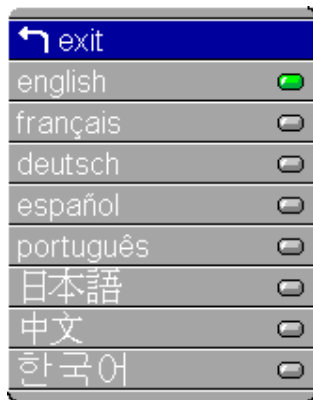 exit
english
français
deutsch
español
português
日本語
中文
한국어